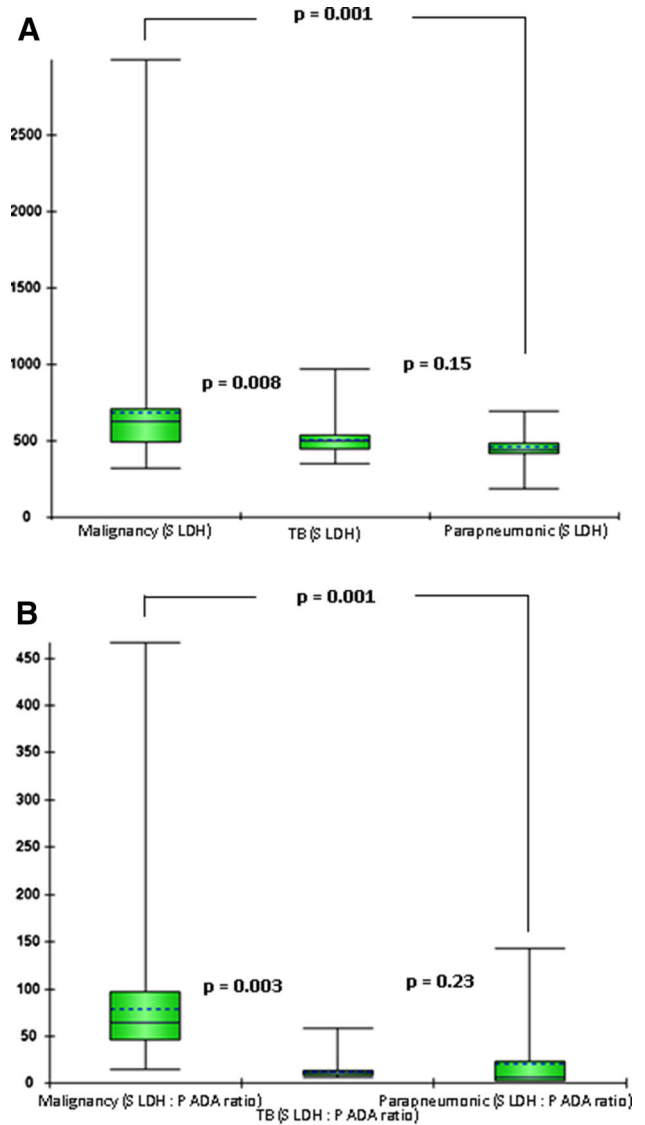 A
p = 0.001
2500
2000
1500
1000
500
0
p = 0.008
p = 0.15
Malignancy (S LDH)
TB (S LDH)
Parapneumonic (S LDH)
B
p = 0.001
450
400
350
300
250
200
150
100
50
0
p = 0.003
p = 0.23
Malignancy (S LDH : P ADA ratio)
TB (S LDH : P ADA ratio)
Parapneumonic (S LDH : P ADA ratio)